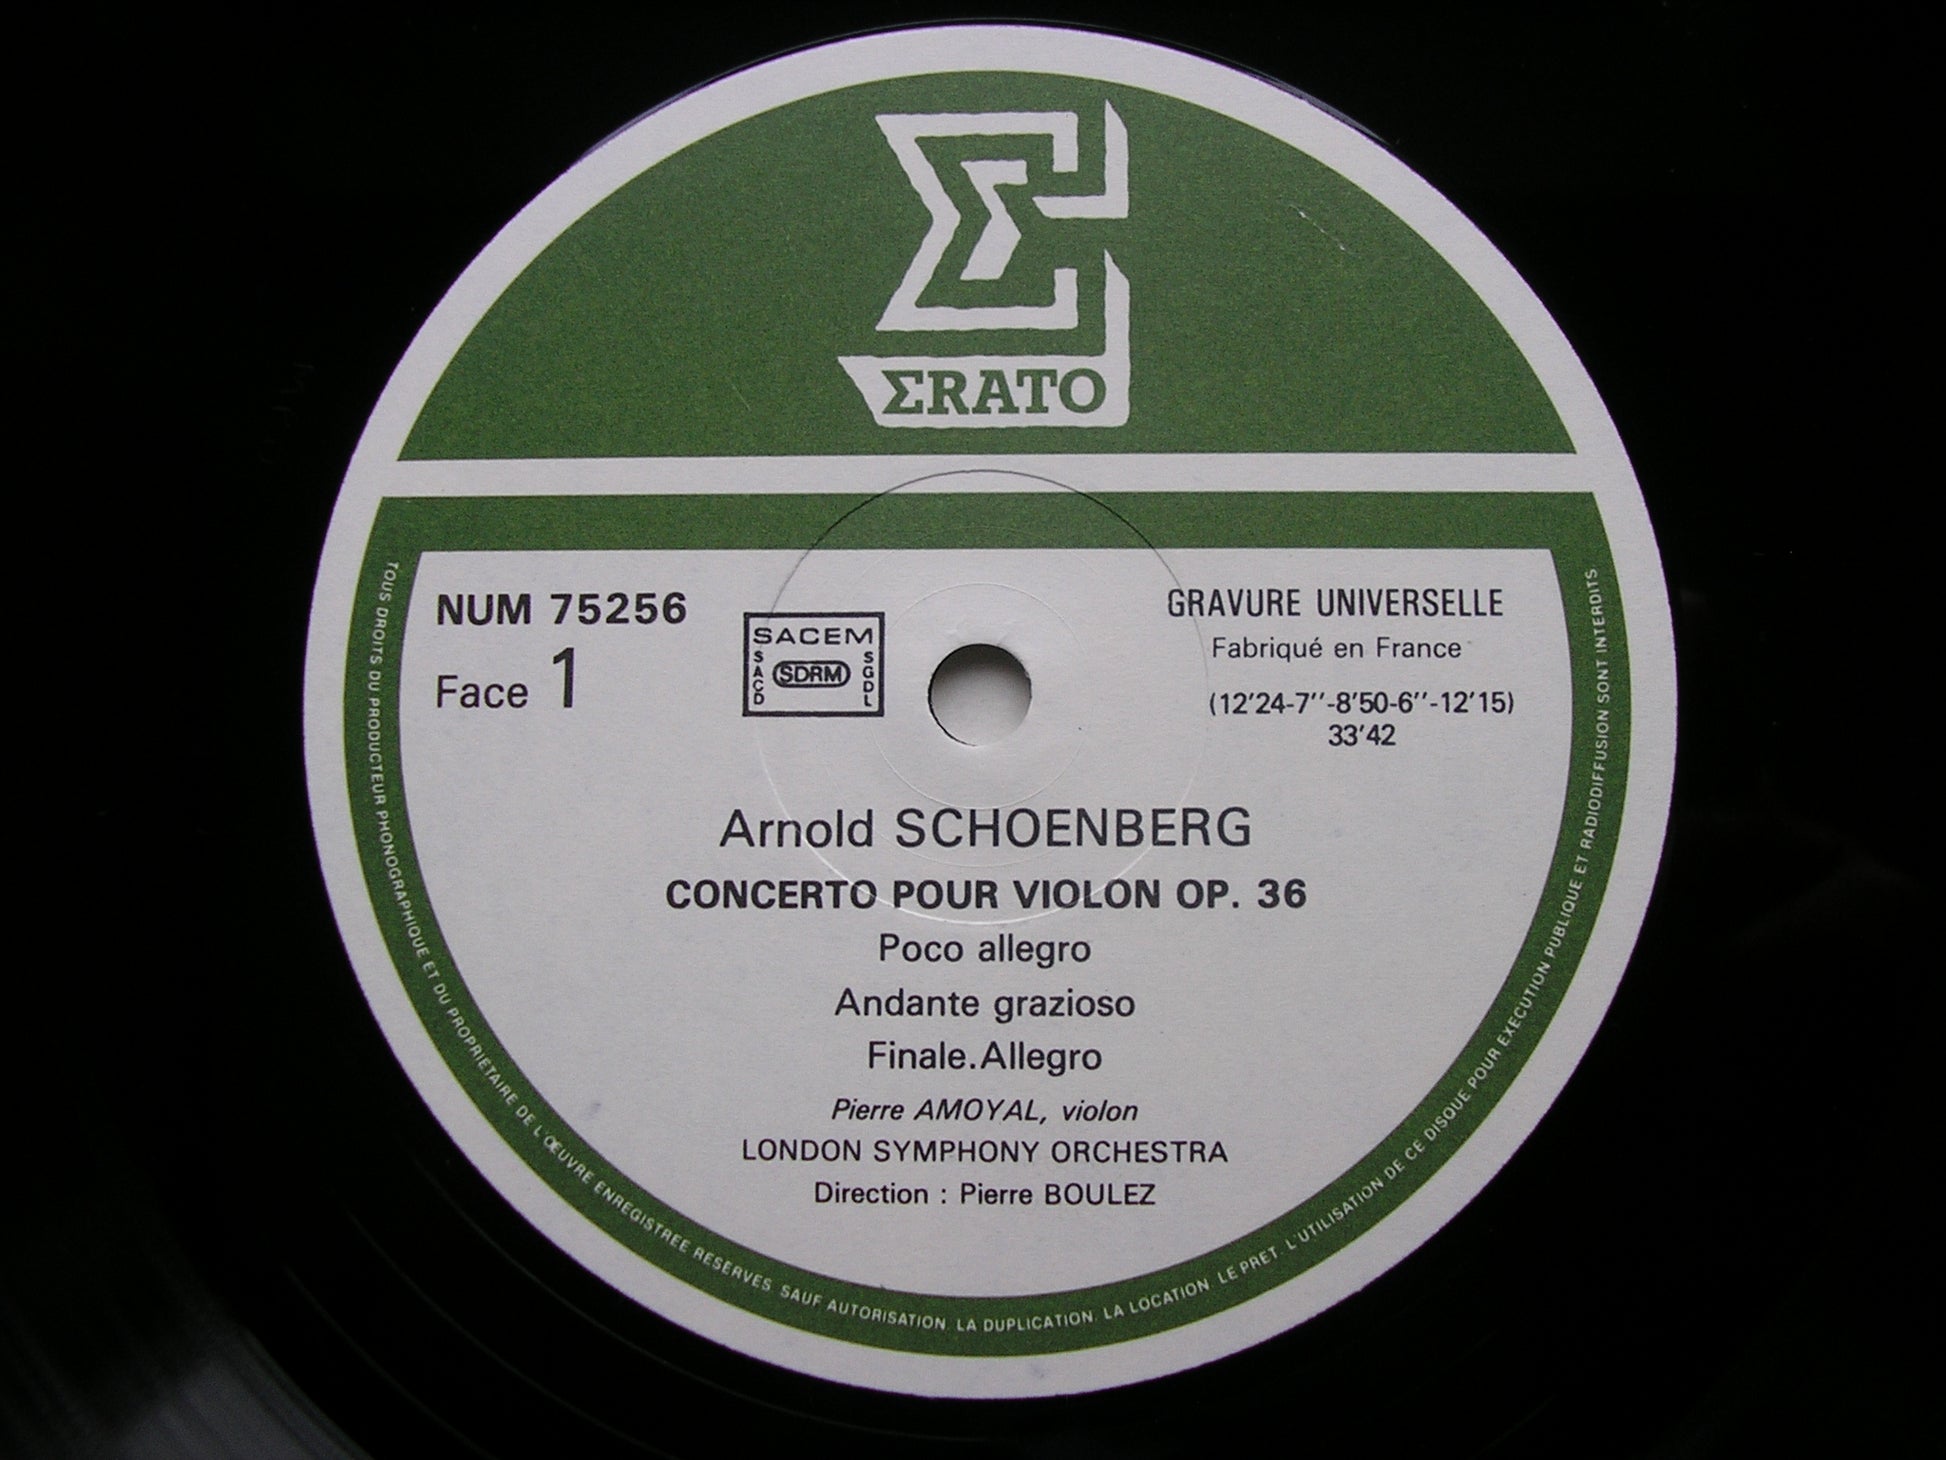 ΣRATO
NUM 75256
Face 1
SACEM
SACD
SDRM
SGDL
GRAVURE UNIVERSELLE
Fabriqué en France
(12'24-7''-8'50-6''-12'15)
33'42
Arnold SCHOENBERG
CONCERTO POUR VIOLON OP. 36
Poco allegro
Andante grazioso
Finale.Allegro
Pierre AMOYAL, violon
LONDON SYMPHONY ORCHESTRA
Direction : Pierre BOULEZ
TOUS DROITS DU PRODUCTEUR PHONOGRAPHIQUE ET DU PROPRIETAIRE DE L'ŒUVRE ENREGISTREE RESERVES. SAUF AUTORISATION. LA DUPLICATION. LA LOCATION. LE PRET. L'UTILISATION DE CE DISQUE POUR EXECUTION PUBLIQUE ET RADIODIFFUSION SONT INTERDITS